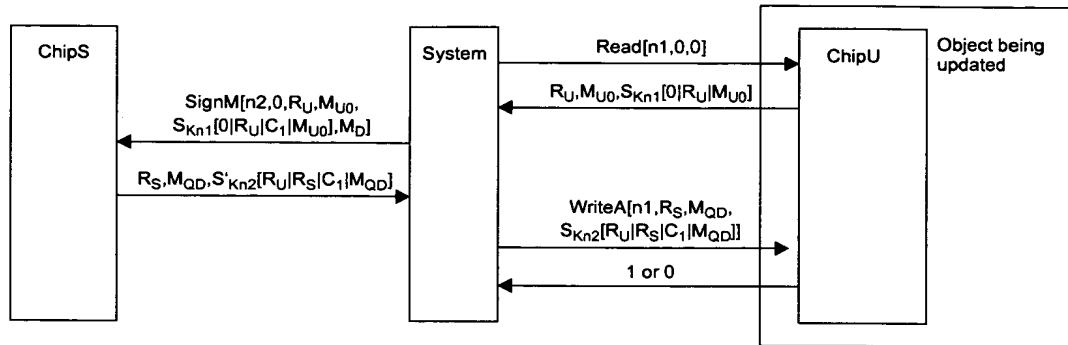 ChipS
System
ChipU
Object being
updated
Read[n1,0,0]
R_U,M_U0,S_Kn1[0|R_U|M_U0]
SignM[n2,0,R_U,M_U0,
S_Kn1[0|R_U|C_1|M_U0],M_D]
R_S,M_QD,S'_Kn2[R_U|R_S|C_1|M_QD]
WriteA[n1,R_S,M_QD,
S_Kn2[R_U|R_S|C_1|M_QD]]
1 or 0